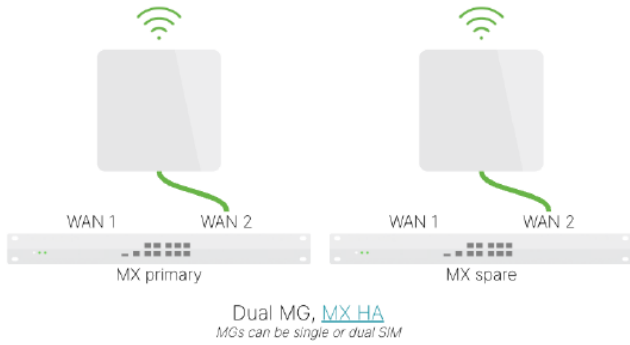 WAN 1 WAN 2 WAN 1 WAN 2
MX primary MX spare
Dual MG, MX HA
MGs can be single or dual SIM